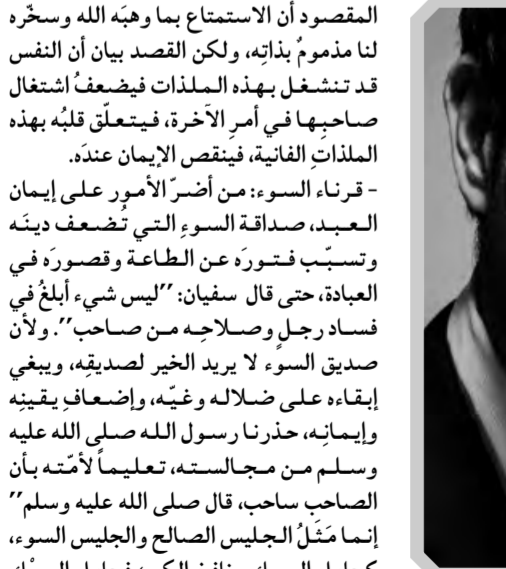 المقصود أن الاستمتاع بما وهبَه الله وسخّره
لنا مذمومٌ بذاتِه، ولكن القصد بيان أن النفس
قد تنشغل بهذه الملذات فيضعفُ اشتغال
صاحبِها في أمرِ الآخرة، فيتعلّق قلبُه بهذه
الملذاتِ الفانية، فينقص الإيمان عندَه.
- قرناء السوء: من أضرّ الأمورِ على إيمان
العبد، صداقة السوءِ التي تُضعف دينَه
وتسبّب فتورَه عن الطاعة وقصورَه في
العبادة، حتى قال سفيان: ’’ليس شيء أبلغُ في
فساد رجلٍ وصلاحِه من صاحب’’. ولأن
صديق السوء لا يريد الخير لصديقِه، ويبغي
إبقاءه على ضلاله وغيّه، وإضعافِ يقينِه
وإيمانِه، حذرنا رسول الله صلى الله عليه
وسلم من مجالسته، تعليماً لأمّته بأن
الصاحب ساحب، قال صلى الله عليه وسلم’’
إنما مَثَلُ الجليس الصالح والجليس السوء،